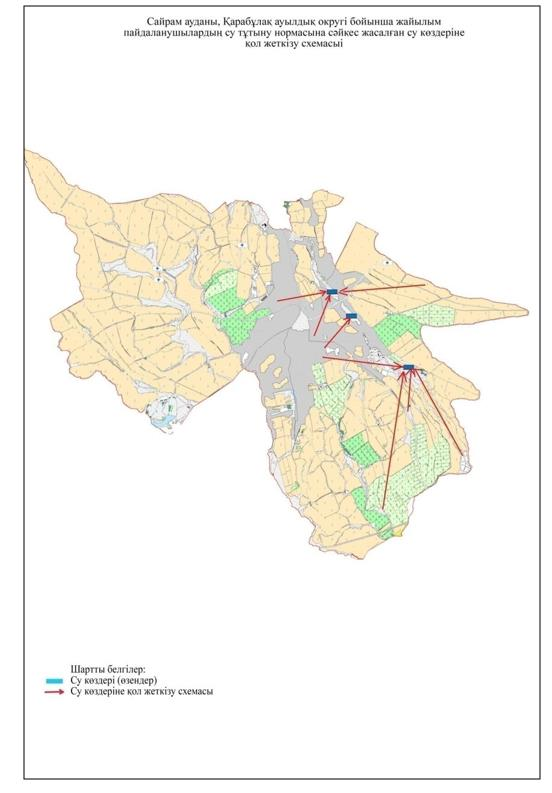 Сайрам ауданы, Қарабұлақ ауылдық округі бойынша жайылым
пайдаланушылардың су тұтыну нормасына сәйкес жасалған су көздеріне
қол жеткізу схемасыі
Шартты белгілер:
Су көздері (өзендер)
Су көздеріне қол жеткізу схемасы